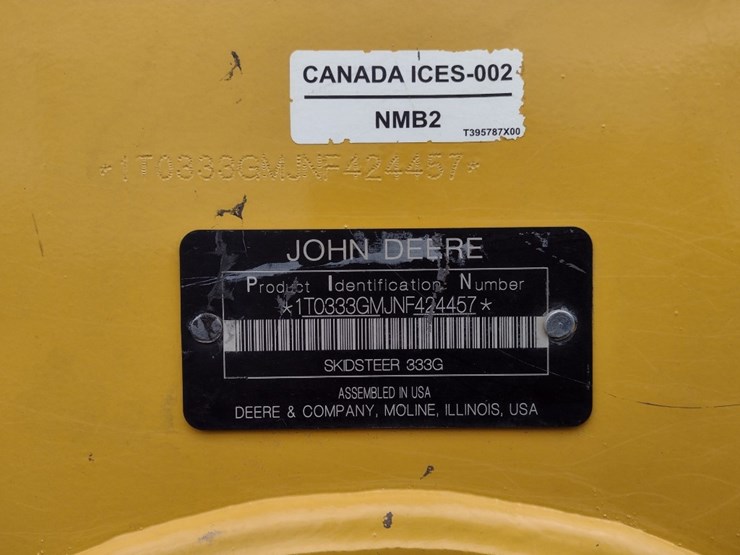 CANADA ICES-002
NMB2
T395787X00
*1T0333GMJNF424457*
JOHN DEERE
Product Identification Number
*1T0333GMJNF424457*
SKIDSTEER 333G
ASSEMBLED IN USA
DEERE & COMPANY, MOLINE, ILLINOIS, USA